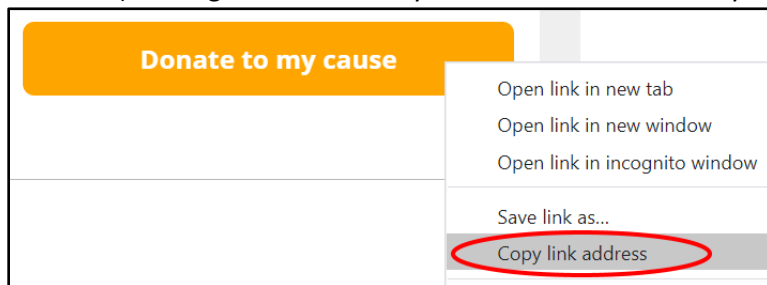 Donate to my cause
Open link in new tab
Open link in new window
Open link in incognito window
Save link as...
Copy link address